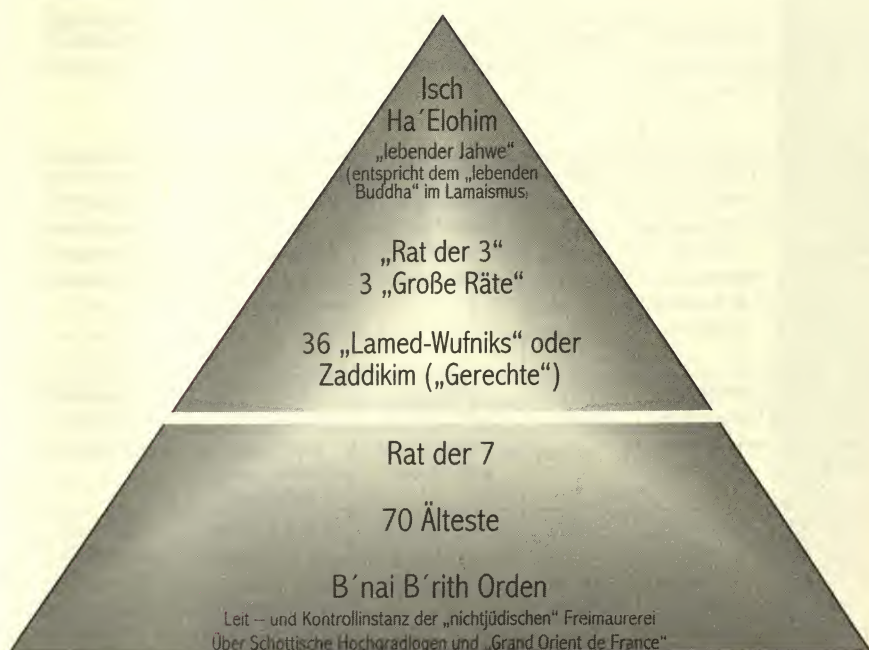 Isch
Ha´Elohim
„lebender Jahwe“
(entspricht dem „lebenden
Buddha“ im Lamaismus)
„Rat der 3“
3 „Große Räte“
36 „Lamed-Wufniks“ oder
Zaddikim („Gerechte“)
Rat der 7
70 Älteste
B´nai B´rith Orden
Leit – und Kontrollinstanz der „nichtjüdischen“ Freimaurerei
Über Schottische Hochgradlogen und „Grand Orient de France“